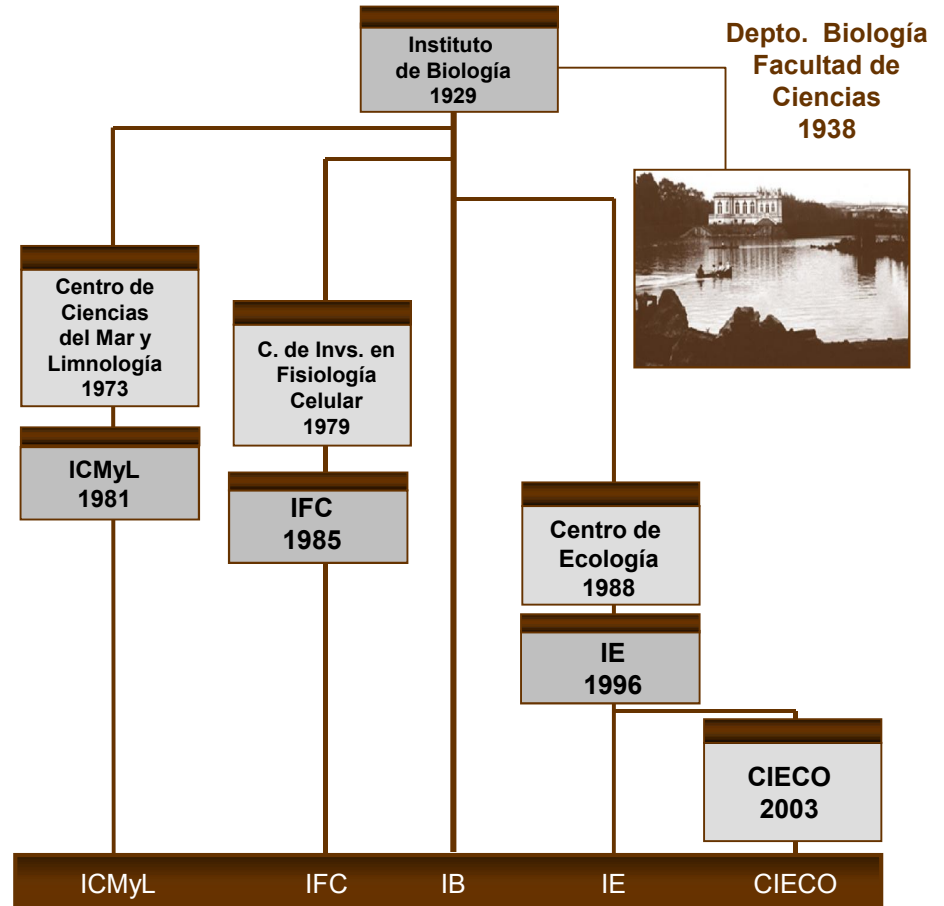 Instituto
de Biología
1929
Depto. Biología
Facultad de
Ciencias
1938
Centro de
Ciencias
del Mar y
Limnología
1973
C. de Invs. en
Fisiología
Celular
1979
ICMyL
1981
IFC
1985
Centro de
Ecología
1988
IE
1996
CIECO
2003
ICMyL IFC IB IE CIECO